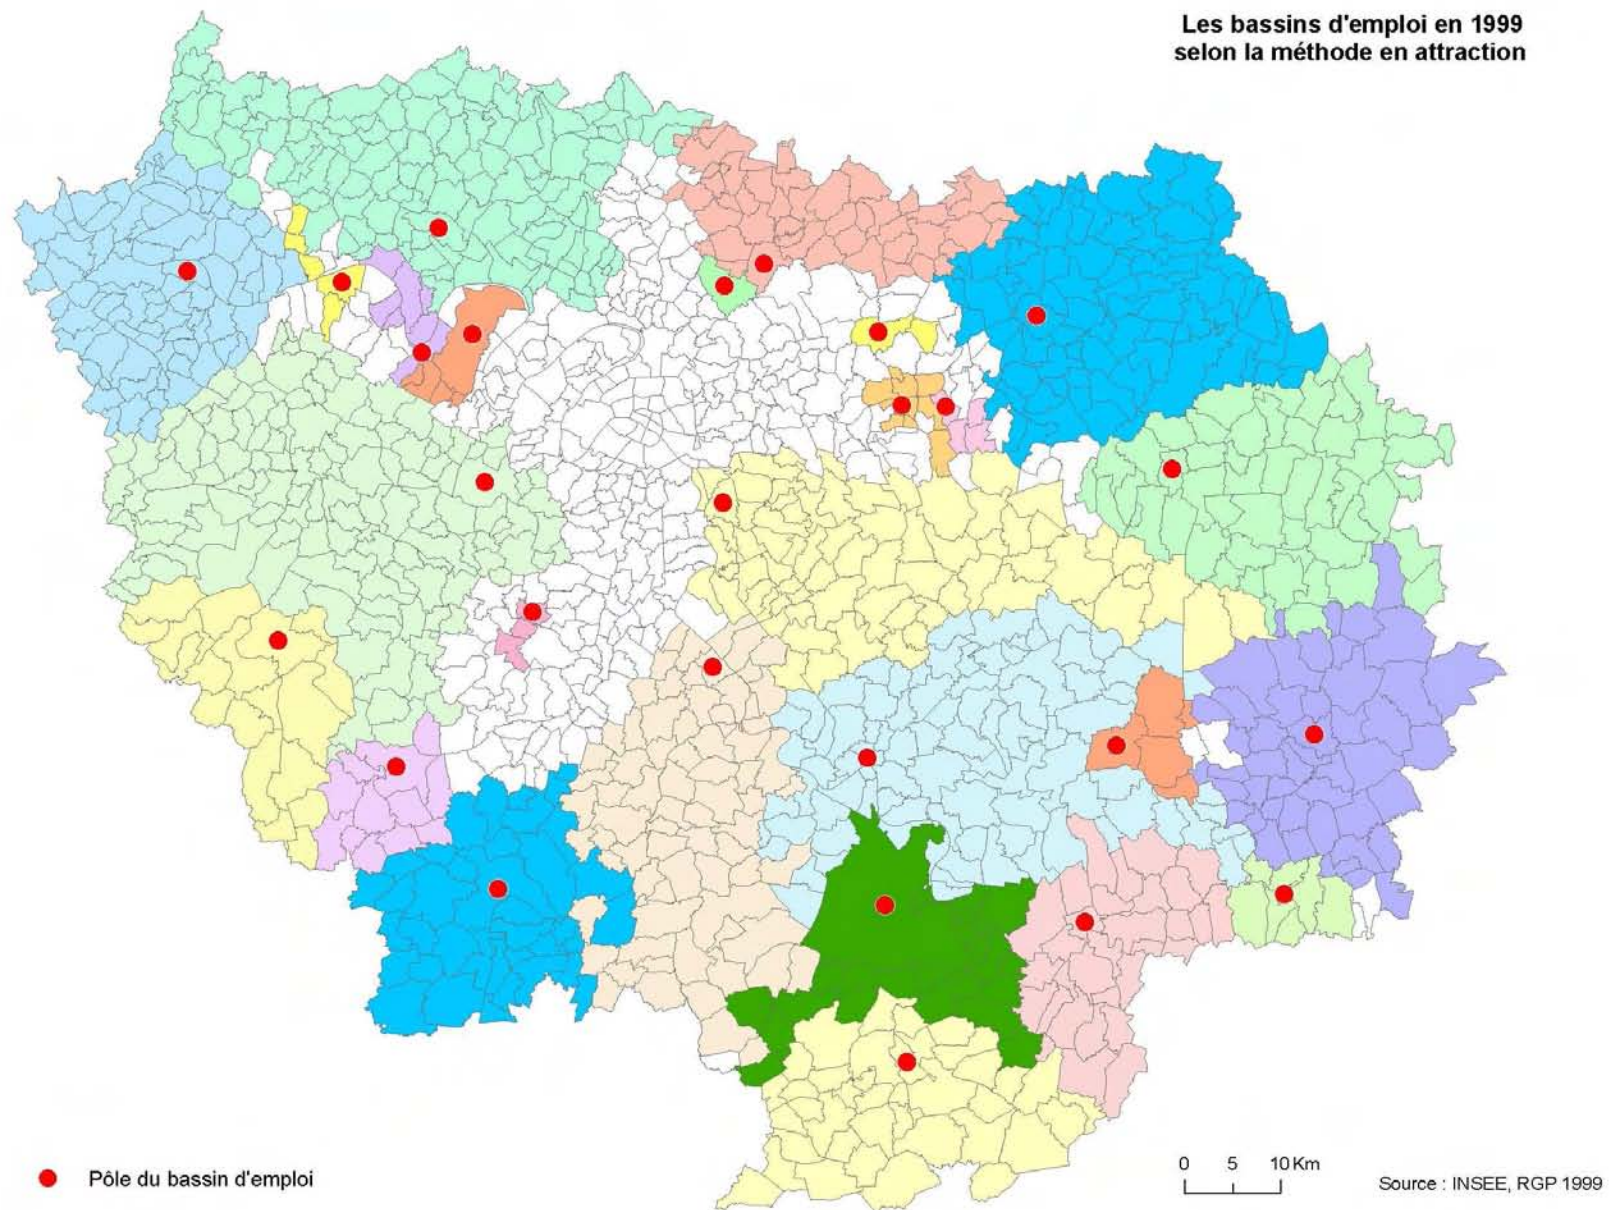 Les bassins d'emploi en 1999
selon la méthode en attraction
Pôle du bassin d'emploi
0 5 10 Km
Source : INSEE, RGP 1999